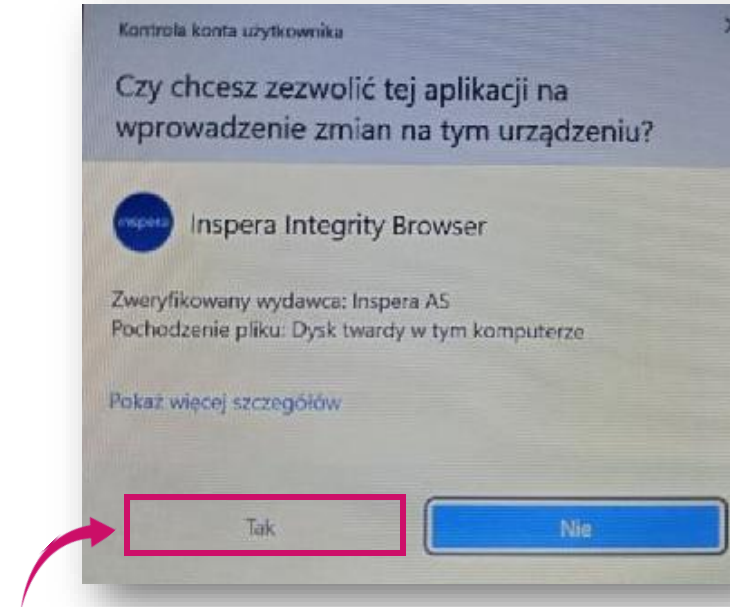 Kontrola konta użytkownika
Czy chcesz zezwolić tej aplikacji na
wprowadzenie zmian na tym urządzeniu?
inspera
Inspera Integrity Browser
Zweryfikowany wydawca: Inspera AS
Pochodzenie pliku: Dysk twardy w tym komputerze
Pokaż więcej szczegółów
Tak
Nie